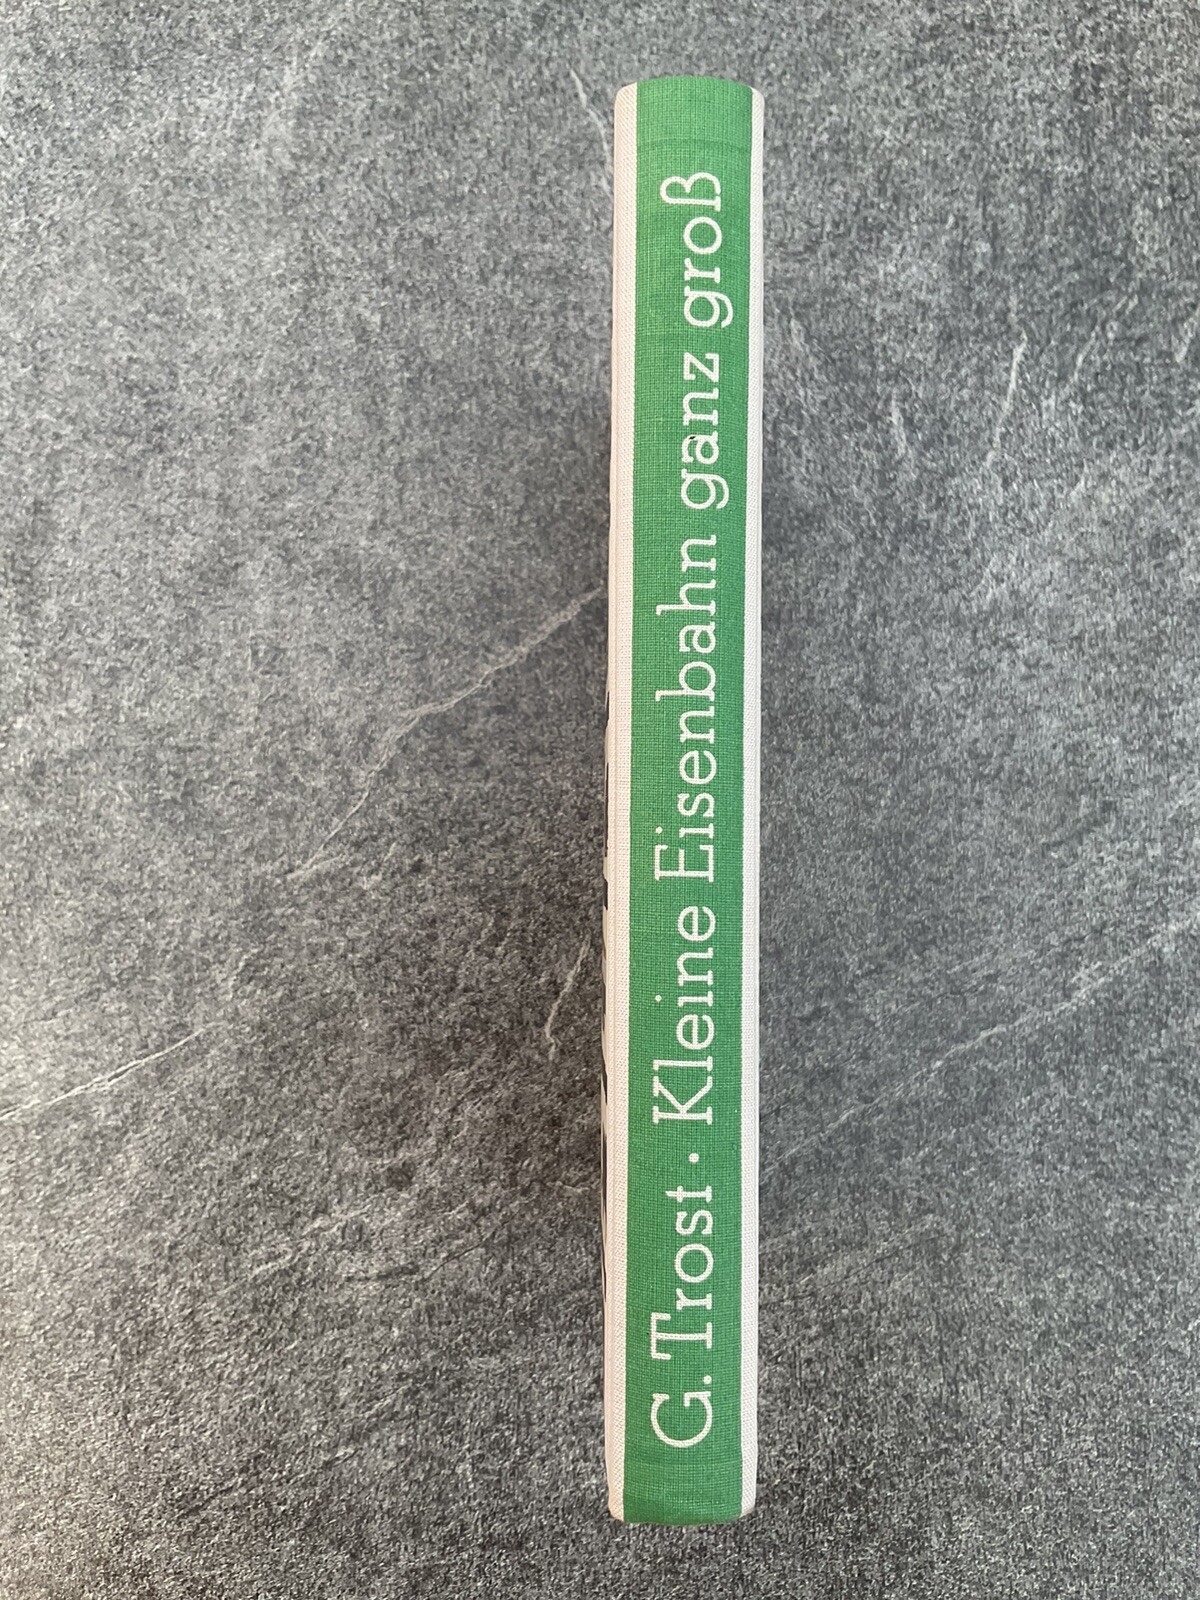 G. Trost · Kleine Eisenbahn ganz groß